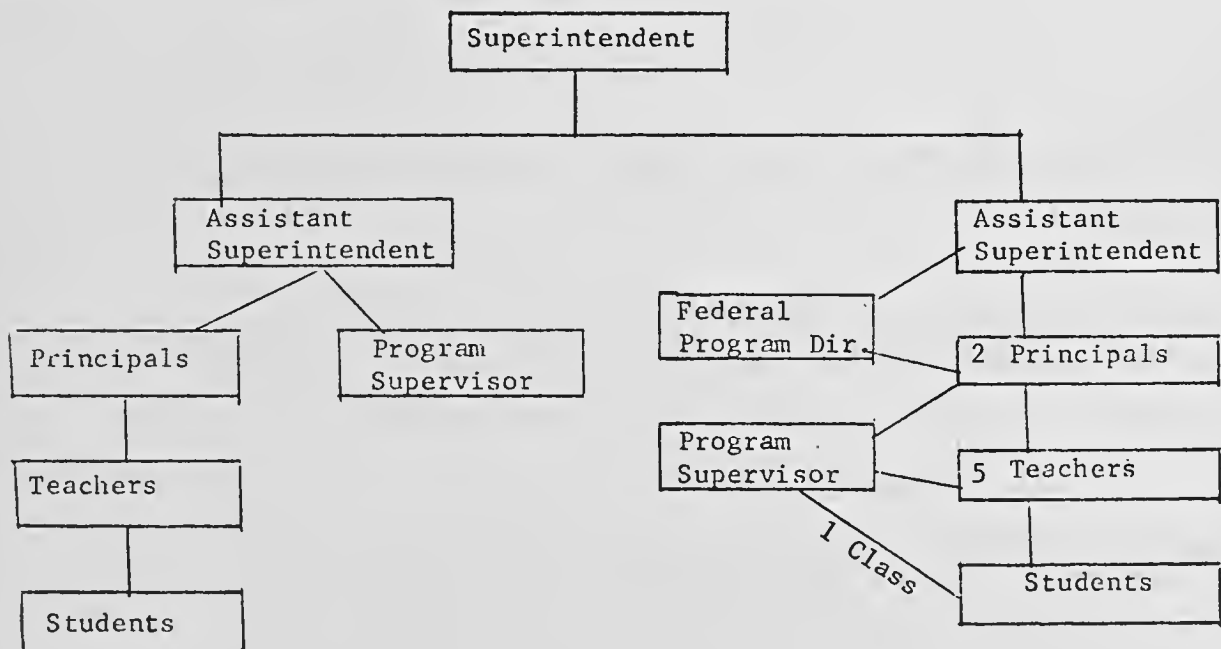 Superintendent
Assistant
Superintendent
Principals
Program
Supervisor
Teachers
Students
Assistant
Superintendent
Federal
Program Dir.
2 Principals
Program
Supervisor
5 Teachers
1 Class
Students